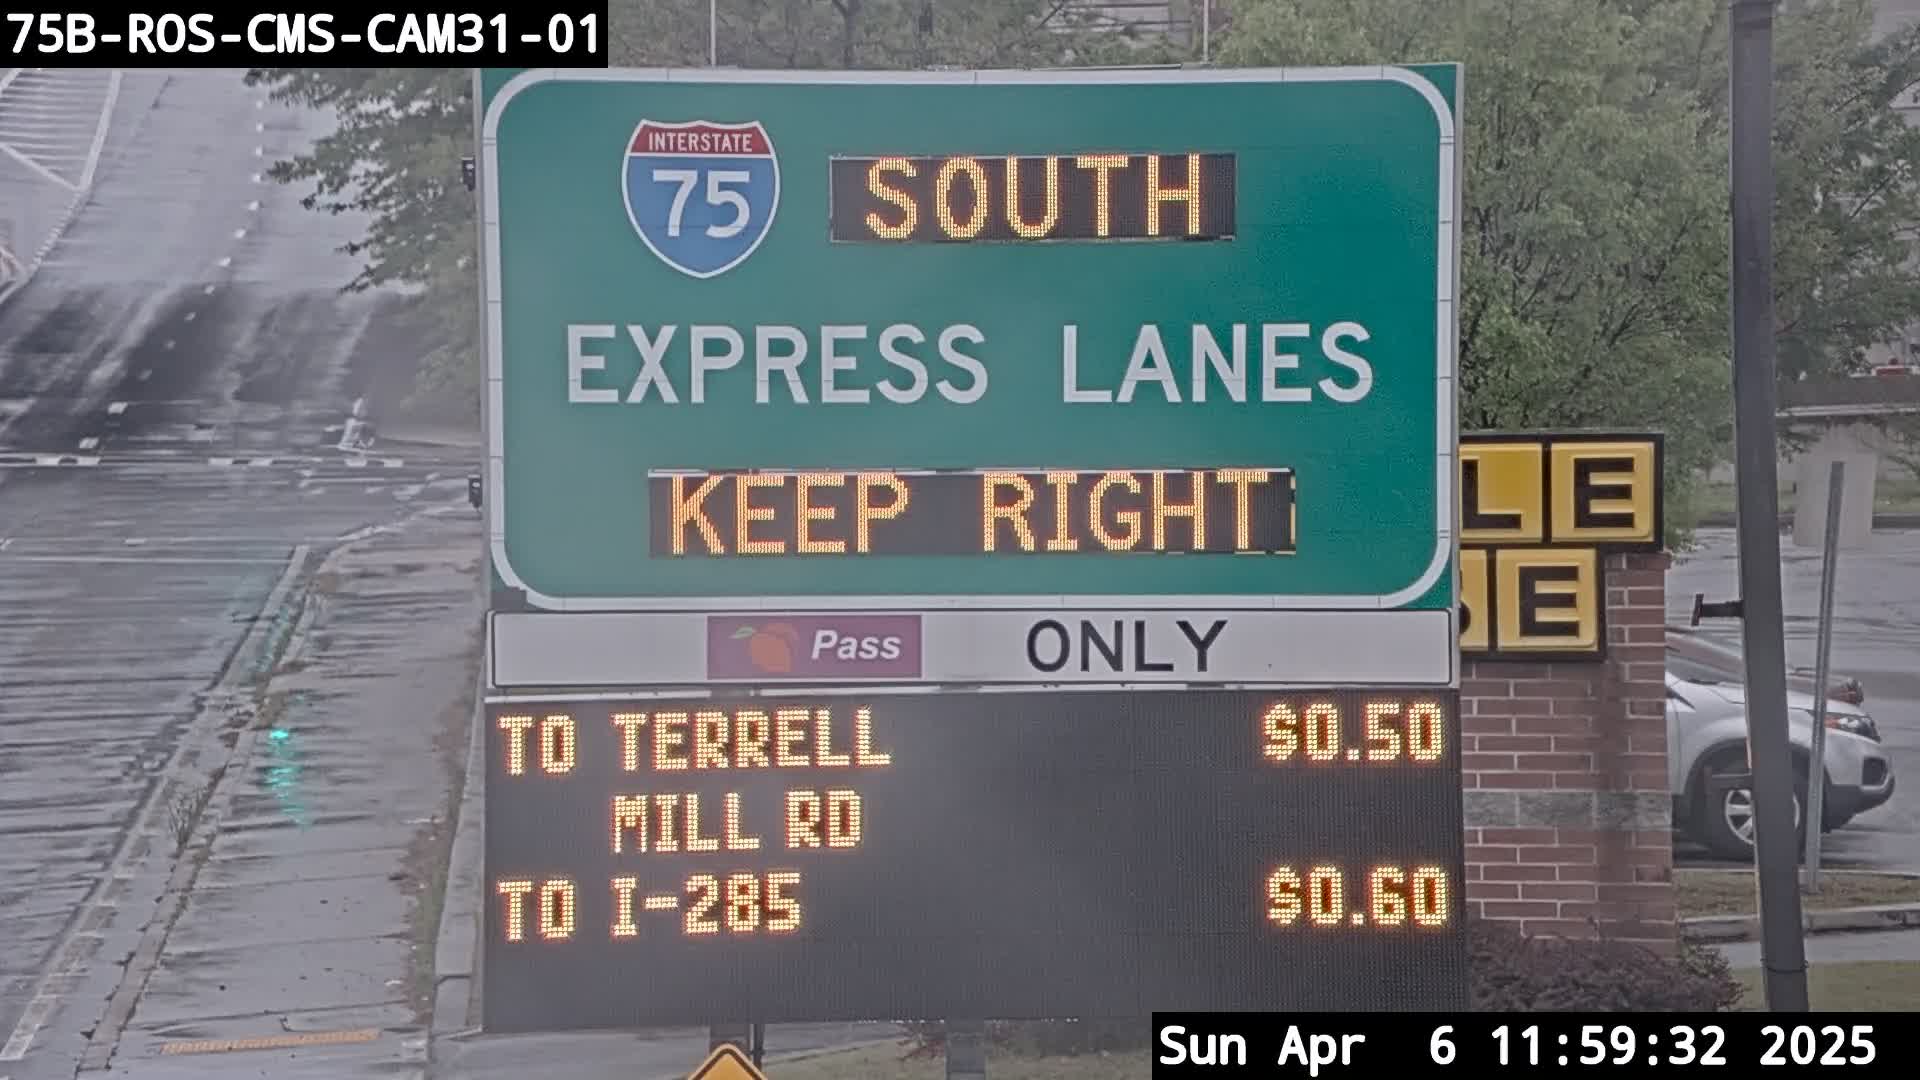 75B-ROS-CMS-CAM31-01
INTERSTATE
75
SOUTH
EXPRESS LANES
KEEP RIGHT
Pass ONLY
TO TERRELL $0.50
MILL RD
TO I-285 $0.60
LE
E
Sun Apr 6 11:59:32 2025